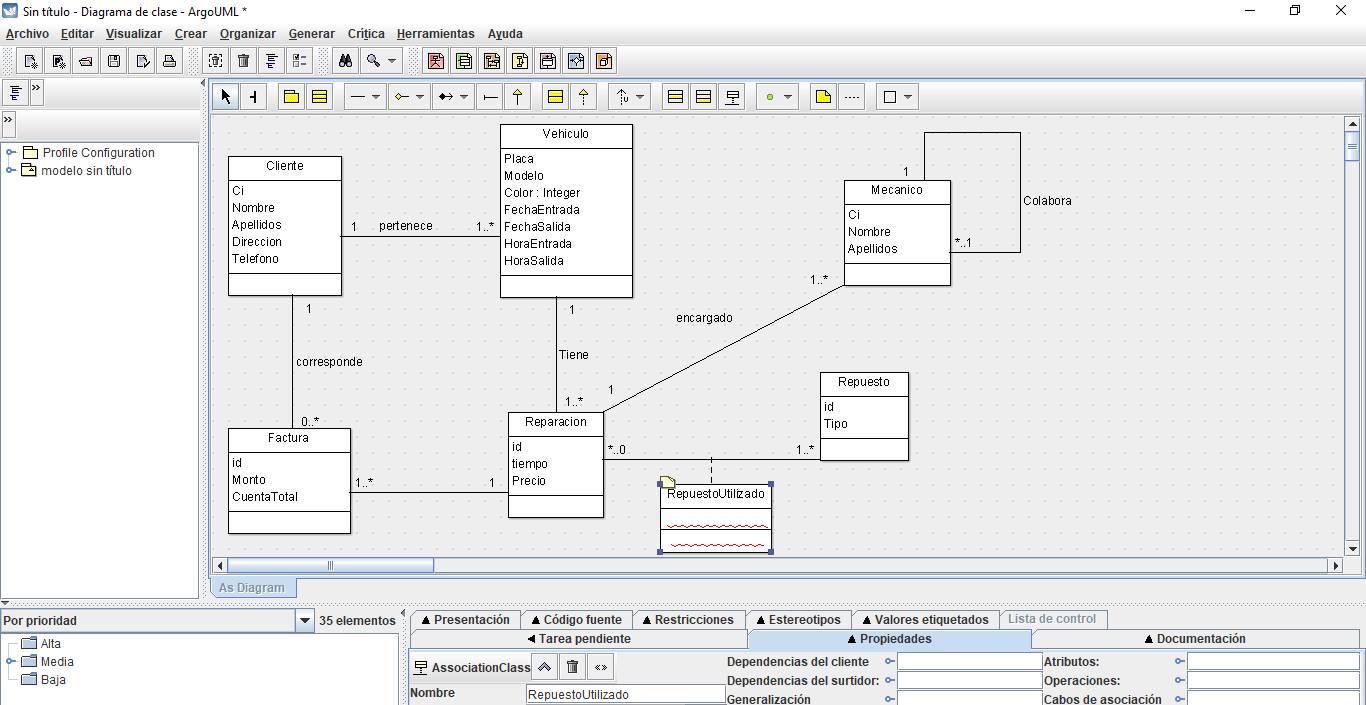 Sin título - Diagrama de clase - ArgoUML *
Archivo Editar Visualizar Crear Organizar Generar Crítica Herramientas Ayuda
Profile Configuration
modelo sin título
Cliente
Ci
Nombre
Apellidos
Direccion
Telefono
1 pertenece 1..*
Vehiculo
Placa
Modelo
Color : Integer
FechaEntrada
FechaSalida
HoraEntrada
HoraSalida
1
Mecanico
Ci
Nombre
Apellidos
Colabora
*..1
1..*
encargado
1
1
corresponde
0..*
1
Tiene
1..*
Factura
id
Monto
CuentaTotal
1..* 1
Reparacion
id
tiempo
Precio
*..0 1..*
Repuesto
id
Tipo
RepuestoUtilizado
As Diagram
Por prioridad 35 elementos
Alta
Media
Baja
Presentación Código fuente Restricciones Estereotipos Valores etiquetados Lista de control
Tarea pendiente Propiedades Documentación
AssociationClass
Nombre RepuestoUtilizado
Dependencias del cliente
Dependencias del surtidor:
Generalización
Atributos:
Operaciones:
Cabos de asociación